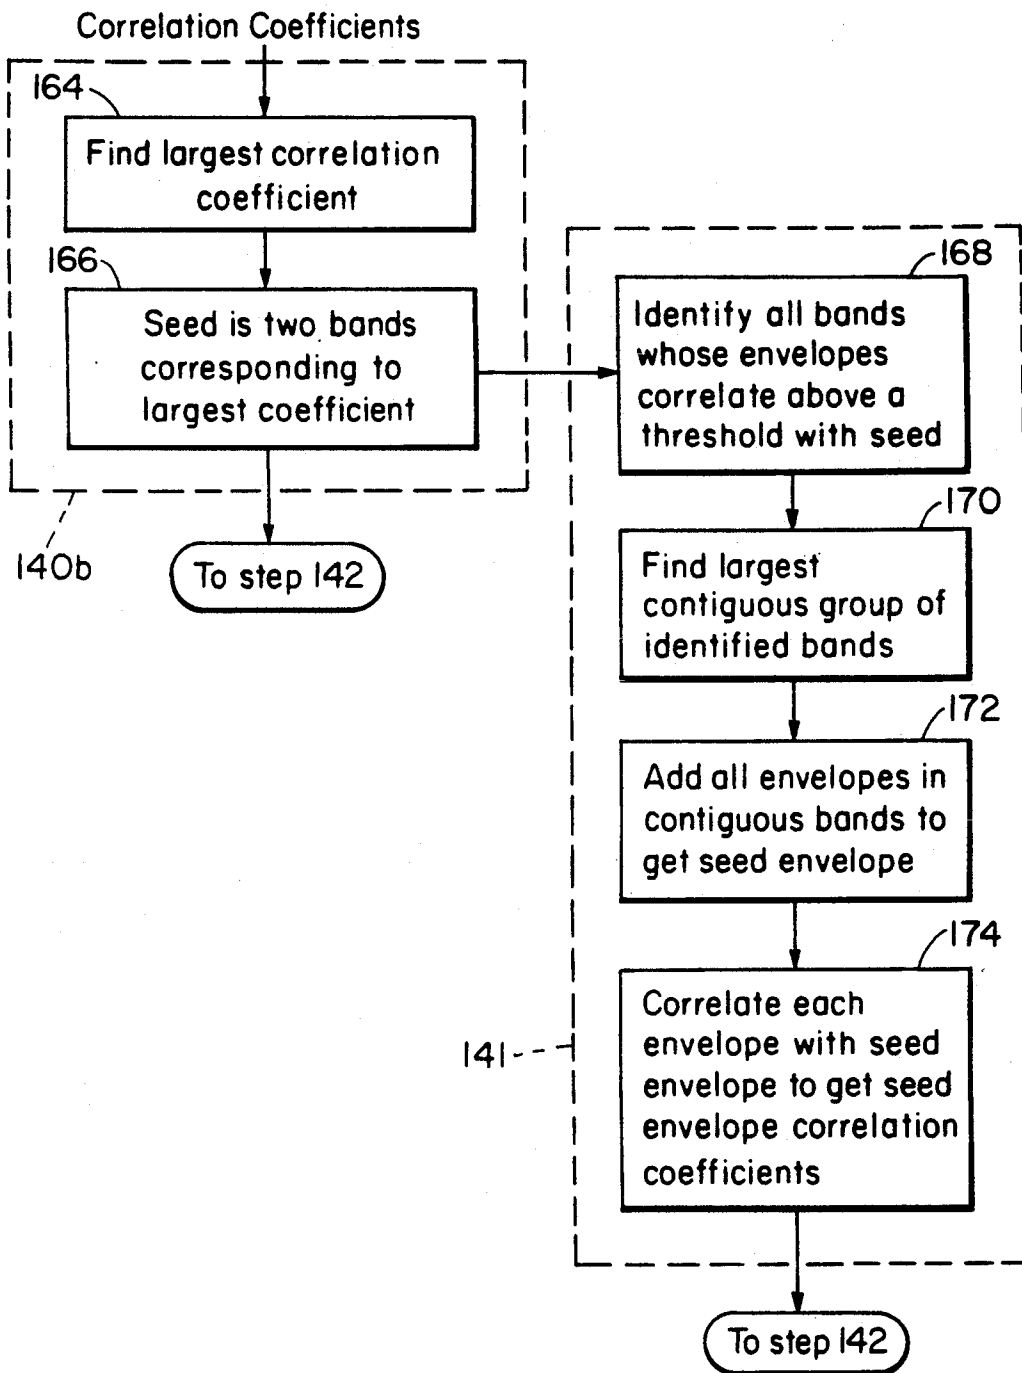 Correlation Coefficients
164
Find largest correlation
coefficient
166
Seed is two bands
corresponding to
largest coefficient
140b
To step 142
168
Identify all bands
whose envelopes
correlate above a
threshold with seed
170
Find largest
contiguous group of
identified bands
172
Add all envelopes in
contiguous bands to
get seed envelope
174
Correlate each
envelope with seed
envelope to get seed
envelope correlation
coefficients
141
To step 142